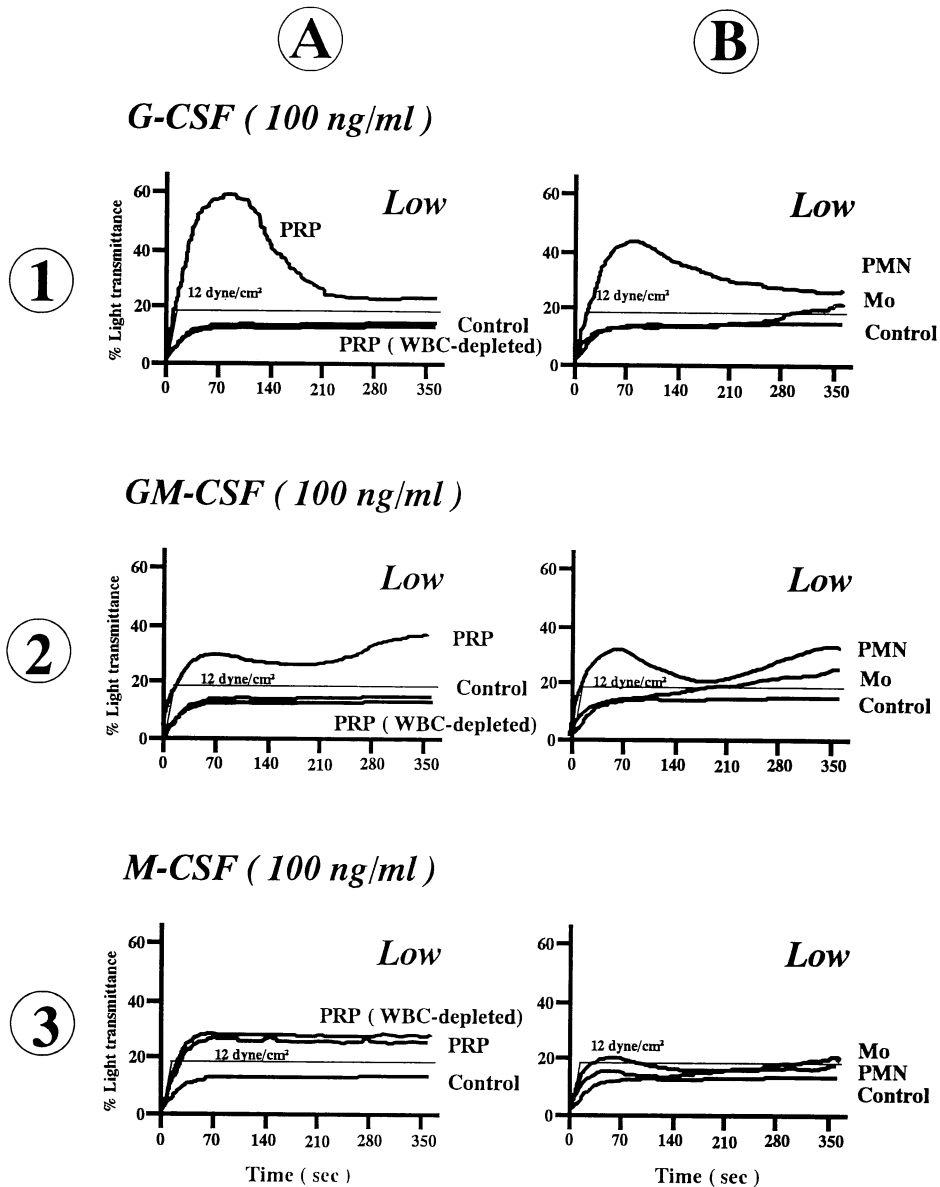 A
B
G-CSF ( 100 ng/ml )
1
% Light transmittance
60
40
20
0
Low
PRP
12 dyne/cm²
Control
PRP ( WBC-depleted)
0 70 140 210 280 350
60
40
20
0
Low
PMN
12 dyne/cm²
Mo
Control
0 70 140 210 280 350
GM-CSF ( 100 ng/ml )
2
% Light transmittance
60
40
20
0
Low
PRP
12 dyne/cm²
Control
PRP ( WBC-depleted)
0 70 140 210 280 350
60
40
20
0
Low
PMN
12 dyne/cm²
Mo
Control
0 70 140 210 280 350
M-CSF ( 100 ng/ml )
3
% Light transmittance
60
40
20
0
Low
PRP ( WBC-depleted)
PRP
12 dyne/cm²
Control
0 70 140 210 280 350
Time ( sec )
60
40
20
0
Low
12 dyne/cm²
Mo
PMN
Control
0 70 140 210 280 350
Time ( sec )